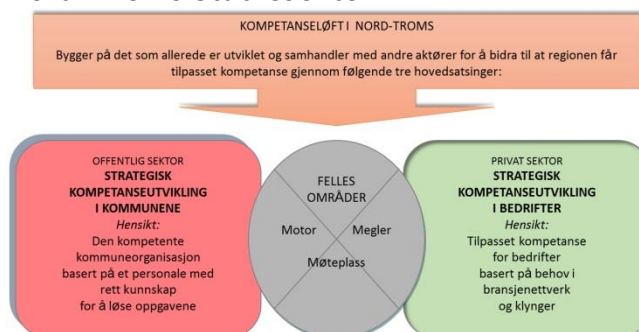 KOMPETANSELØFT I NORD-TROMS
Bygger på det som allerede er utviklet og samhandler med andre aktører for å bidra til at regionen får
tilpasset kompetanse gjennom følgende tre hovedsatsinger:
OFFENTLIG SEKTOR
STRATEGISK
KOMPETANSEUTVIKLING
I KOMMUNENE
Hensikt:
Den kompetente
kommuneorganisasjon
basert på et personale med
rett kunnskap
for å løse oppgavene
FELLES
OMRÅDER
Motor
Megler
Møteplass
PRIVAT SEKTOR
STRATEGISK
KOMPETANSEUTVIKLING
I BEDRIFTER
Hensikt:
Tilpasset kompetanse
for bedrifter
basert på behov i
bransjenettverk
og klynger